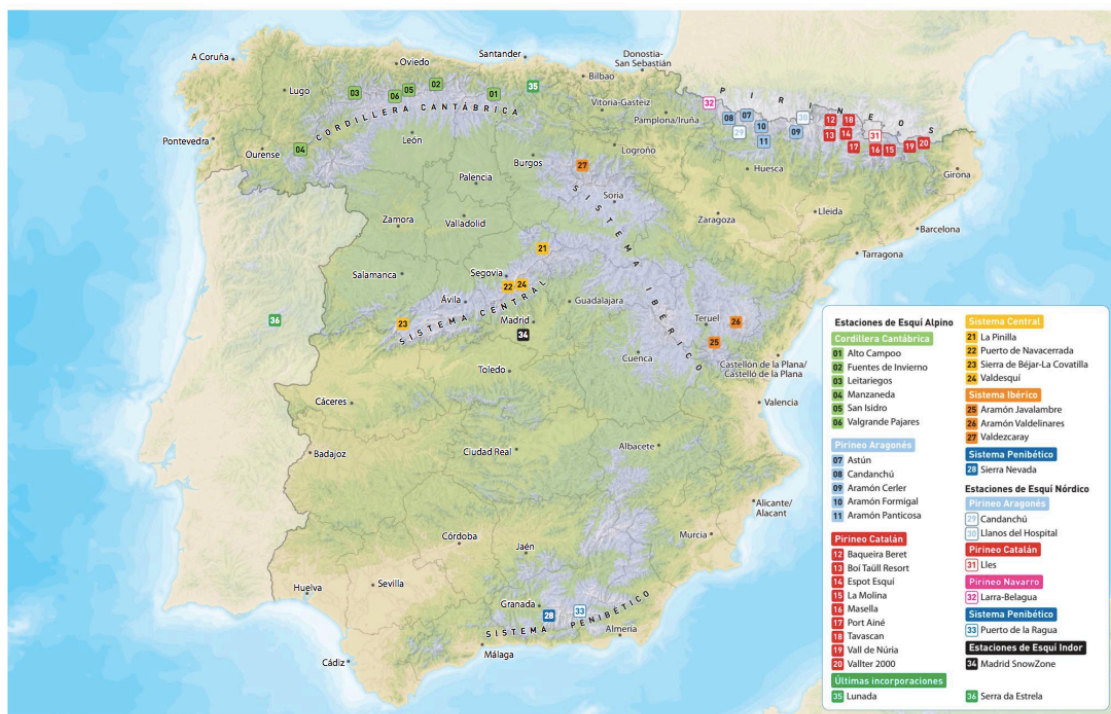 A Coruña
Oviedo
Santander
Donostia-
San Sebastián
Bilbao
Lugo
03
06
05
02
01
35
Vitoria-Gasteiz
Pamplona/Iruña
32
PIRINEOS
08
07
10
29
11
30
09
12
18
13
14
31
17
16
15
19
20
CORDILLERA CANTÁBRICA
Pontevedra
Ourense
04
León
Burgos
Logroño
Huesca
Girona
27
Palencia
Soria
SISTEMA IBÉRICO
Zaragoza
Lleida
Barcelona
Tarragona
Zamora
Valladolid
21
Salamanca
Segovia
22
24
Ávila
SISTEMA CENTRAL
Guadalajara
23
Madrid
34
36
Teruel
26
25
Cuenca
Castellón de la Plana/
Castelló de la Plana
Toledo
Cáceres
Valencia
Badajoz
Ciudad Real
Albacete
Alicante/
Alacant
Murcia
Córdoba
Jaén
Huelva
Sevilla
Granada
28
33
SISTEMA PENIBÉTICO
Almeria
Málaga
Cádiz
Estaciones de Esquí Alpino
Cordillera Cantábrica
01 Alto Campoo
02 Fuentes de Invierno
03 Leitariegos
04 Manzaneda
05 San Isidro
06 Valgrande Pajares
Pirineo Aragonés
07 Astún
08 Candanchú
09 Aramón Cerler
10 Aramón Formigal
11 Aramón Panticosa
Pirineo Catalán
12 Baqueira Beret
13 Boí Taüll Resort
14 Espot Esquí
15 La Molina
16 Masella
17 Port Ainé
18 Tavascan
19 Vall de Núria
20 Vallter 2000
Últimas incorporaciones
35 Lunada
Sistema Central
21 La Pinilla
22 Puerto de Navacerrada
23 Sierra de Béjar-La Covatilla
24 Valdesquí
Sistema Ibérico
25 Aramón Javalambre
26 Aramón Valdelinares
27 Valdezcaray
Sistema Penibético
28 Sierra Nevada
Estaciones de Esquí Nórdico
Pirineo Aragonés
29 Candanchú
30 Llanos del Hospital
Pirineo Catalán
31 Lles
Pirineo Navarro
32 Larra-Belagua
Sistema Penibético
33 Puerto de la Ragua
Estaciones de Esquí Indor
34 Madrid SnowZone
36 Serra da Estrela